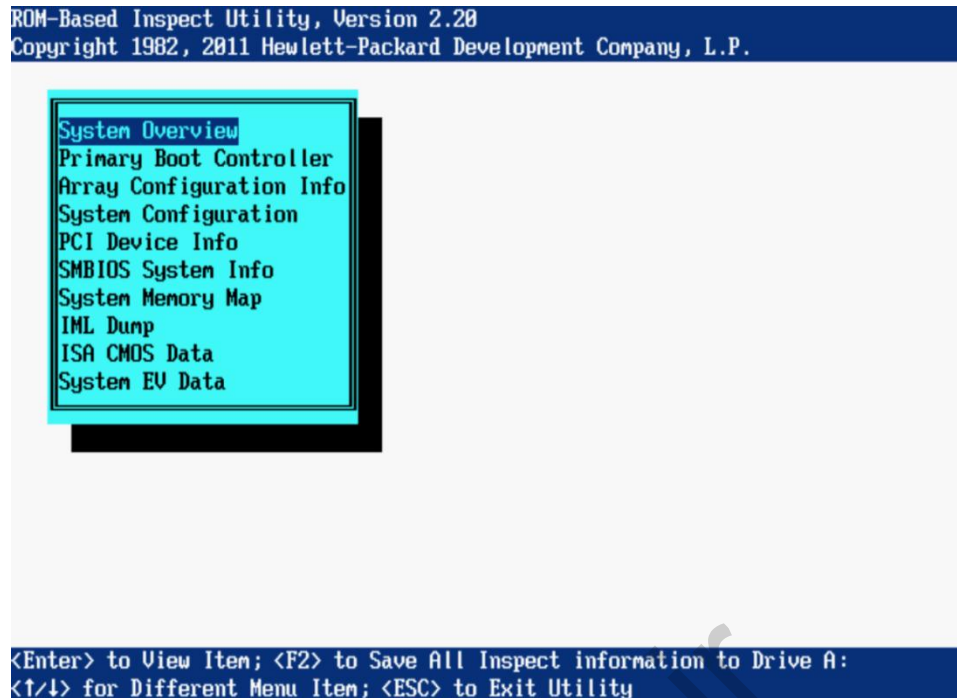 ROM-Based Inspect Utility, Version 2.20
Copyright 1982, 2011 Hewlett-Packard Development Company, L.P.
System Overview
Primary Boot Controller
Array Configuration Info
System Configuration
PCI Device Info
SMBIOS System Info
System Memory Map
IML Dump
ISA CMOS Data
System EV Data
<Enter> to View Item; <F2> to Save All Inspect information to Drive A:
<↑/↓> for Different Menu Item; <ESC> to Exit Utility